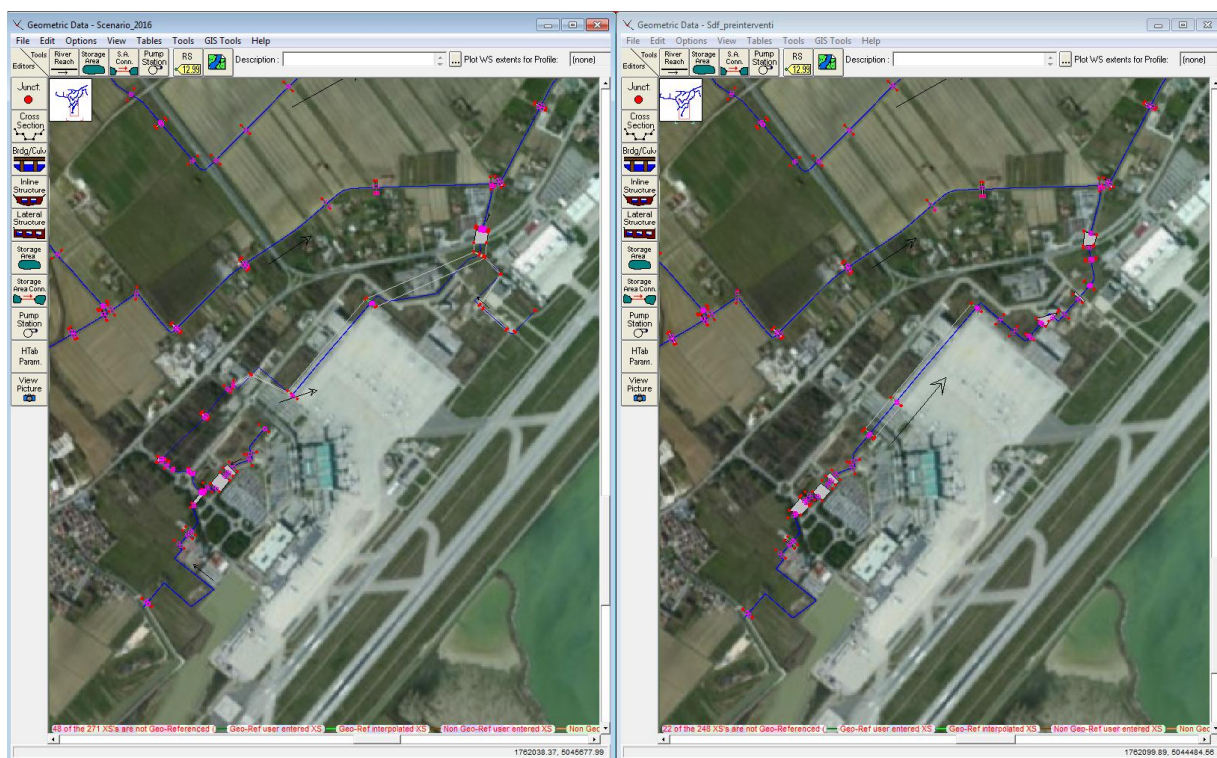 Geometric Data - Scenario_2016
File Edit Options View Tables Tools GIS Tools Help
Tools
Editors
River
Reach
Storage
Area
S.A.
Conn.
Pump
Station
RS
12.99
Description :
...
Plot WS extents for Profile:
(none)
Junct.
Cross
Section
Brdg/Culv
Inline
Structure
Lateral
Structure
Storage
Area
Storage
Area Conn.
Pump
Station
HTab
Param.
View
Picture
48 of the 271 XS's are not Geo-Referenced (
Geo-Ref user entered XS
Geo-Ref interpolated XS
Non Geo-Ref user entered XS
Non Ge
1762038.37, 5045677.99
Geometric Data - Sdf_preinterventi
File Edit Options View Tables Tools GIS Tools Help
Tools
Editors
River
Reach
Storage
Area
S.A.
Conn.
Pump
Station
RS
12.99
Description :
...
Plot WS extents for Profile:
(none)
Junct.
Cross
Section
Brdg/Culv
Inline
Structure
Lateral
Structure
Storage
Area
Storage
Area Conn.
Pump
Station
HTab
Param.
View
Picture
22 of the 248 XS's are not Geo-Referenced (
Geo-Ref user entered XS
Geo-Ref interpolated XS
Non Geo-Ref user entered XS
Non Geo
1762099.89, 5044484.56